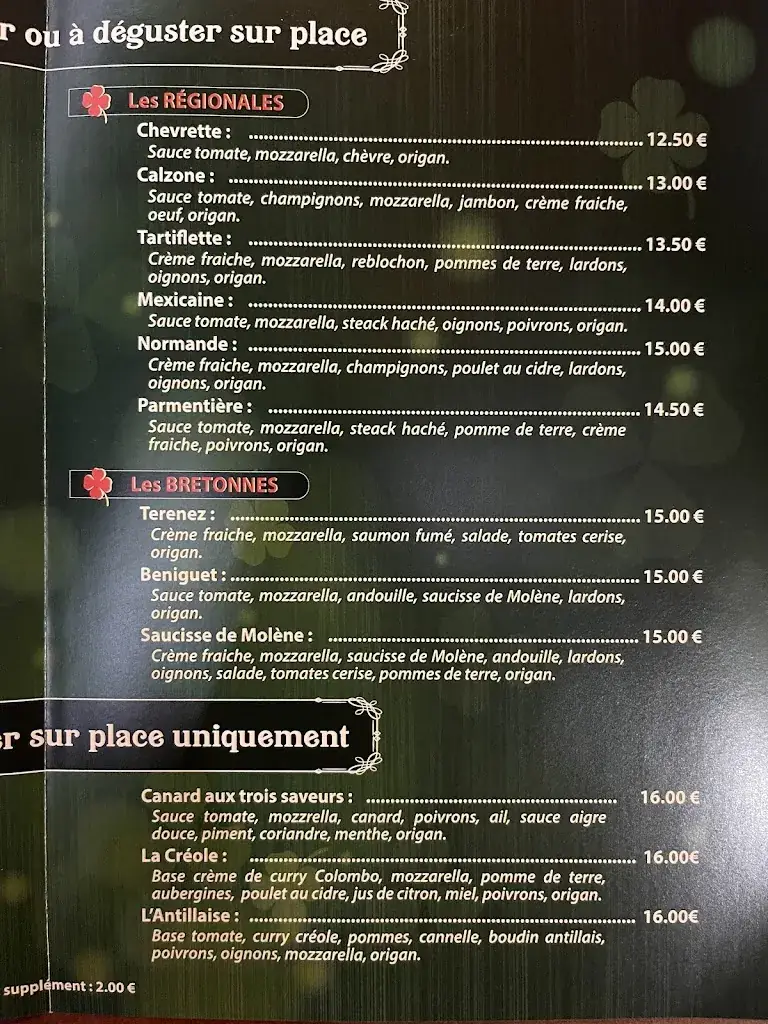 r ou à déguster sur place
Les RÉGIONALES
Chevrette : ........................................ 12.50 €
Sauce tomate, mozzarella, chèvre, origan.
Calzone : ........................................ 13.00 €
Sauce tomate, champignons, mozzarella, jambon, crème fraiche,
oeuf, origan.
Tartiflette : ........................................ 13.50 €
Crème fraiche, mozzarella, reblochon, pommes de terre, lardons,
oignons, origan.
Mexicaine : ........................................ 14.00 €
Sauce tomate, mozzarella, steack haché, oignons, poivrons, origan.
Normande : ........................................ 15.00 €
Crème fraiche, mozzarella, champignons, poulet au cidre, lardons,
oignons, origan.
Parmentière : ........................................ 14.50 €
Sauce tomate, mozzarella, steack haché, pomme de terre, crème
fraiche, poivrons, origan.
Les BRETONNES
Terenez : ........................................ 15.00 €
Crème fraiche, mozzarella, saumon fumé, salade, tomates cerise,
origan.
Beniguet : ........................................ 15.00 €
Sauce tomate, mozzarella, andouille, saucisse de Molène, lardons,
origan.
Saucisse de Molène : ........................................ 15.00 €
Crème fraiche, mozzarella, saucisse de Molène, andouille, lardons,
oignons, salade, tomates cerise, pommes de terre, origan.
er sur place uniquement
Canard aux trois saveurs : ........................................ 16.00 €
Sauce tomate, mozzrella, canard, poivrons, ail, sauce aigre
douce, piment, coriandre, menthe, origan.
La Créole : ........................................ 16.00€
Base crème de curry Colombo, mozzarella, pomme de terre,
aubergines, poulet au cidre, jus de citron, miel, poivrons, origan.
L'Antillaise : ........................................ 16.00€
Base tomate, curry créole, pommes, cannelle, boudin antillais,
poivrons, oignons, mozzarella, origan.
supplément : 2.00 €